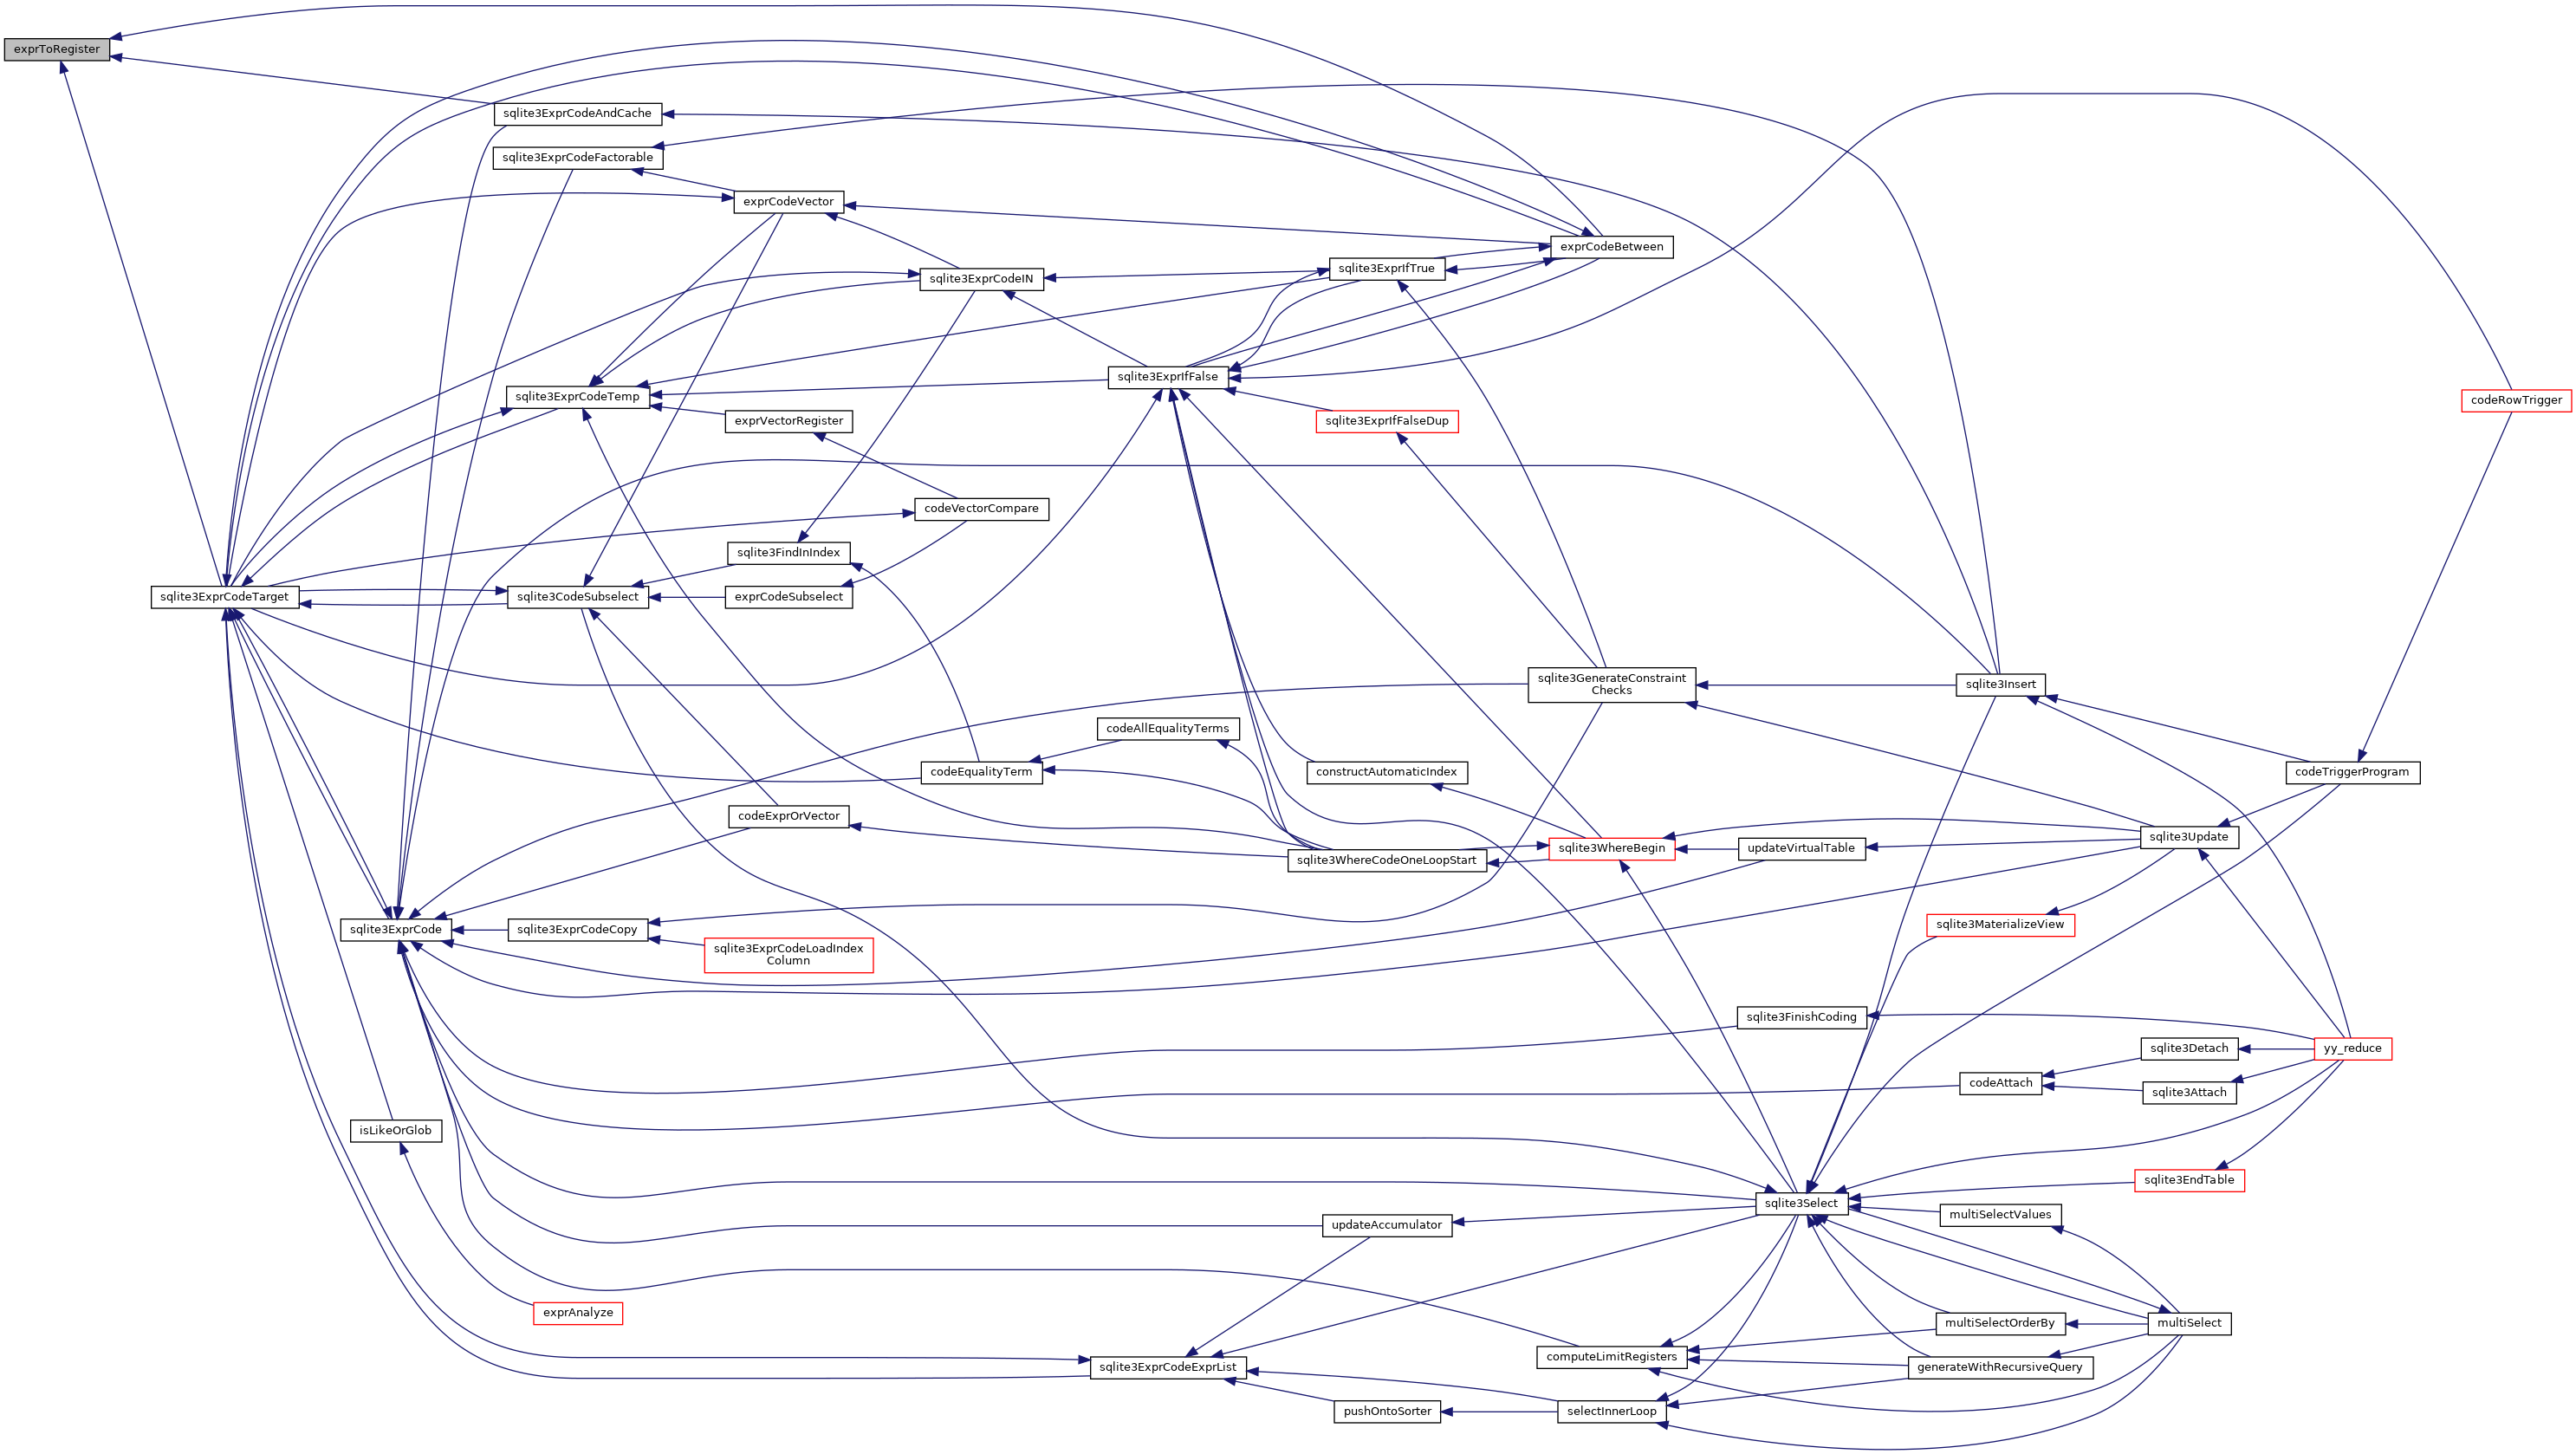 exprToRegister
sqlite3ExprCodeAndCache
sqlite3ExprCodeFactorable
exprCodeVector
exprCodeBetween
sqlite3ExprIfTrue
sqlite3ExprCodeIN
sqlite3ExprIfFalse
sqlite3ExprCodeTemp
codeRowTrigger
exprVectorRegister
sqlite3ExprIfFalseDup
codeVectorCompare
sqlite3FindInIndex
sqlite3ExprCodeTarget
sqlite3CodeSubselect
exprCodeSubselect
sqlite3GenerateConstraint
Checks
sqlite3Insert
codeAllEqualityTerms
codeEqualityTerm
constructAutomaticIndex
codeTriggerProgram
codeExprOrVector
sqlite3Update
sqlite3WhereCodeOneLoopStart
sqlite3WhereBegin
updateVirtualTable
sqlite3ExprCode
sqlite3ExprCodeCopy
sqlite3MaterializeView
sqlite3ExprCodeLoadIndex
Column
sqlite3FinishCoding
sqlite3Detach
yy_reduce
codeAttach
sqlite3Attach
isLikeOrGlob
sqlite3EndTable
sqlite3Select
multiSelectValues
updateAccumulator
exprAnalyze
multiSelectOrderBy
multiSelect
computeLimitRegisters
sqlite3ExprCodeExprList
generateWithRecursiveQuery
pushOntoSorter
selectInnerLoop